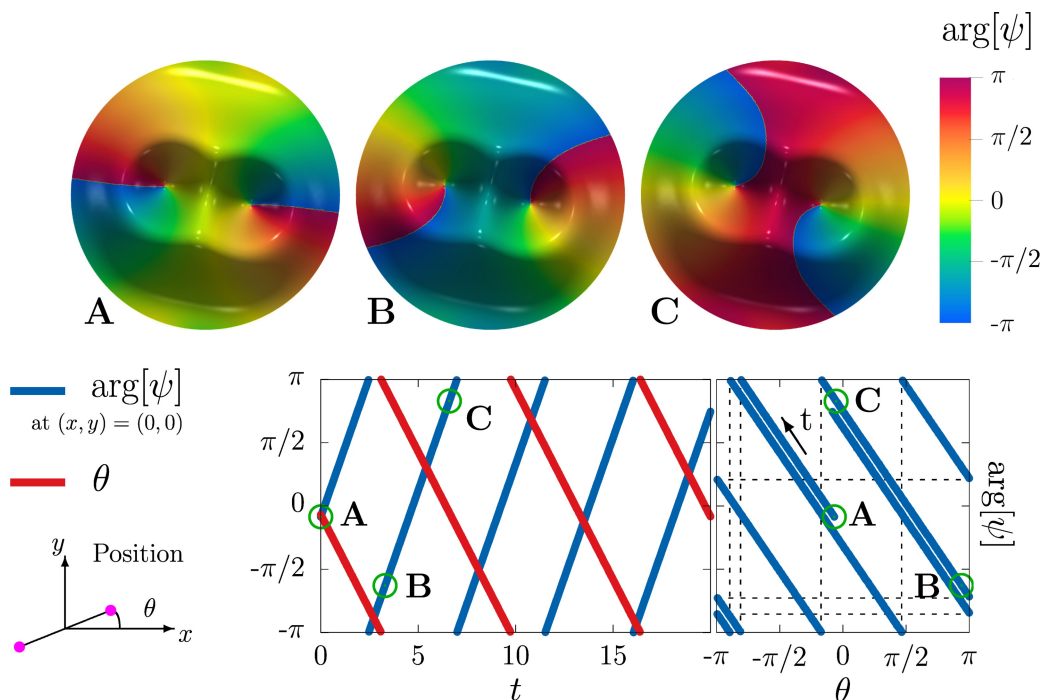 arg[ψ]
π
π/2
0
-π/2
-π
A
B
C
arg[ψ]
at (x, y) = (0, 0)
θ
Position
y
θ
x
π
π/2
0
-π/2
-π
A
B
C
0
5
10
15
t
t
A
B
C
-π
-π/2
0
π/2
π
θ
arg[ψ]